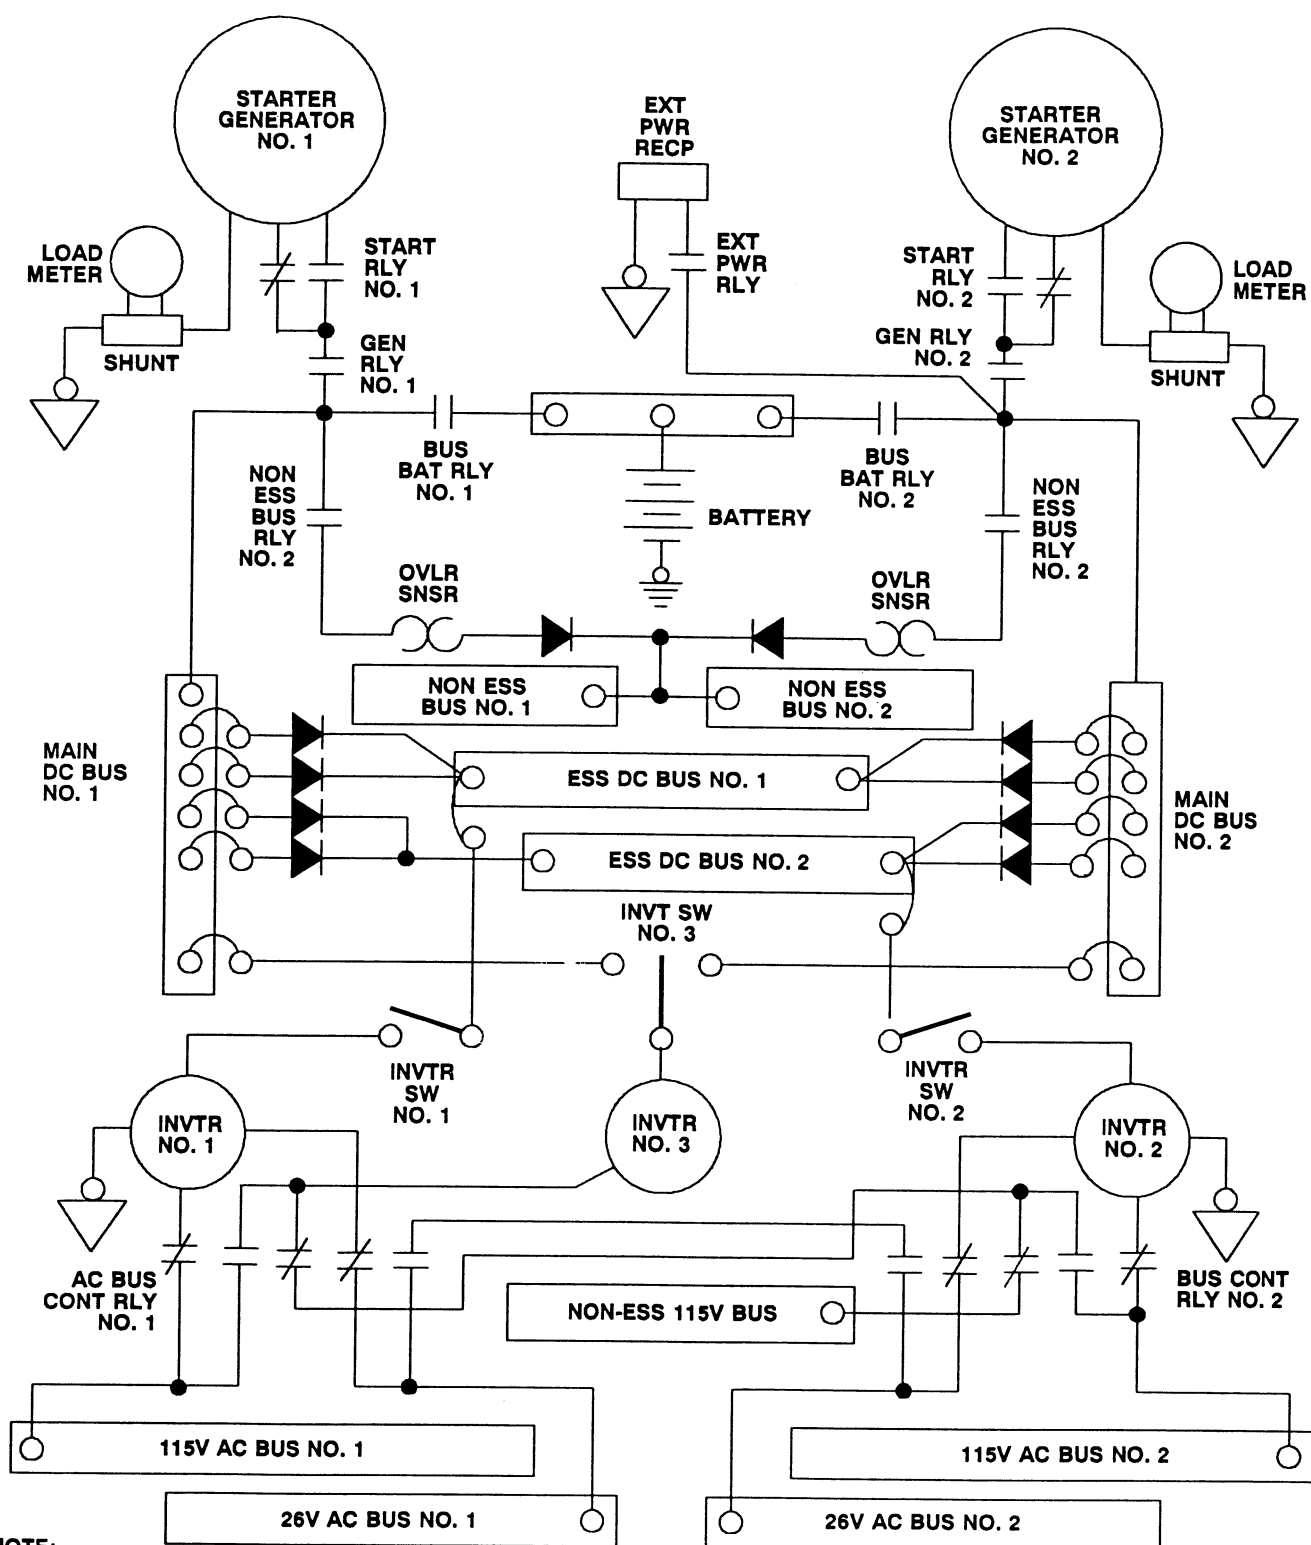 STARTER
GENERATOR
NO. 1
EXT
PWR
RECP
STARTER
GENERATOR
NO. 2
LOAD
METER
SHUNT
START
RLY
NO. 1
GEN
RLY
NO. 1
EXT
PWR
RLY
START
RLY
NO. 2
GEN RLY
NO. 2
LOAD
METER
SHUNT
BUS
BAT RLY
NO. 1
BUS
BAT RLY
NO. 2
NON
ESS
BUS
RLY
NO. 2
BATTERY
NON
ESS
BUS
RLY
NO. 2
OVLR
SNSR
OVLR
SNSR
NON ESS
BUS NO. 1
NON ESS
BUS NO. 2
MAIN
DC BUS
NO. 1
ESS DC BUS NO. 1
MAIN
DC BUS
NO. 2
ESS DC BUS NO. 2
INVT SW
NO. 3
INVTR
SW
NO. 1
INVTR
SW
NO. 2
INVTR
NO. 1
INVTR
NO. 3
INVTR
NO. 2
AC BUS
CONT RLY
NO. 1
BUS CONT
RLY NO. 2
NON-ESS 115V BUS
115V AC BUS NO. 1
115V AC BUS NO. 2
26V AC BUS NO. 1
26V AC BUS NO. 2